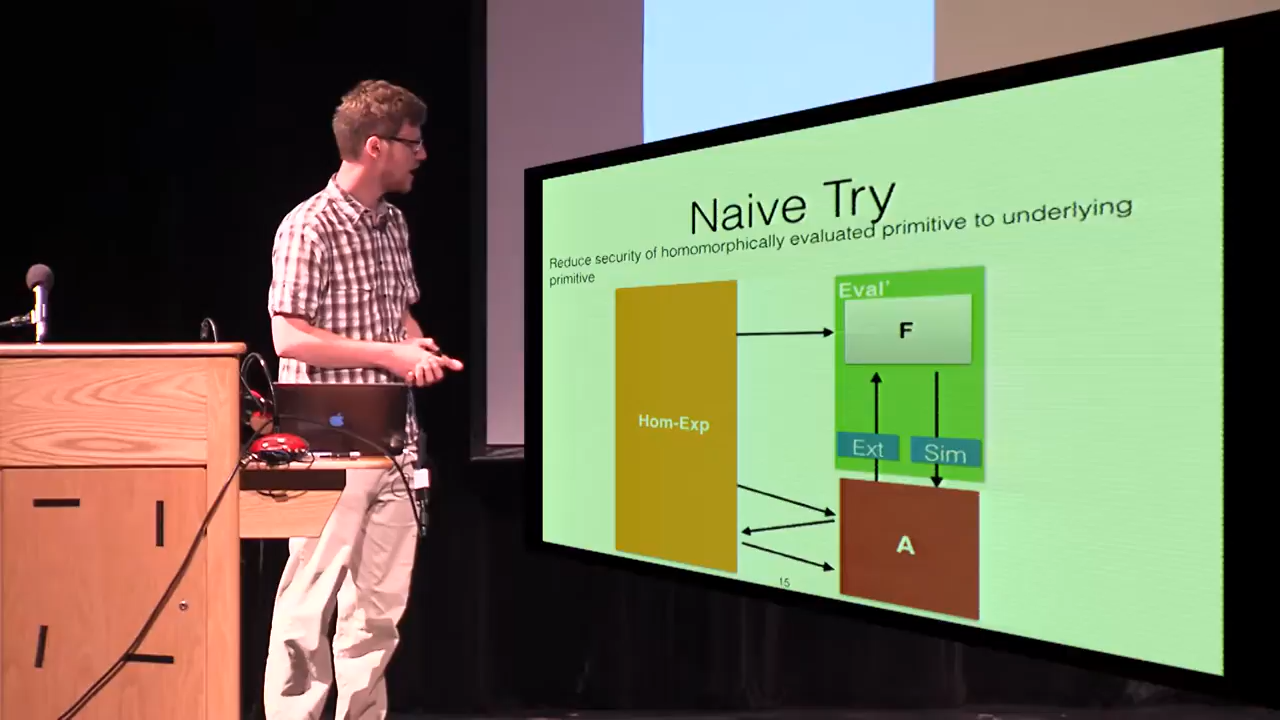 Naive Try
Reduce security of homomorphically evaluated primitive to underlying
primitive
Eval'
F
Hom-Exp
Ext
Sim
A
15